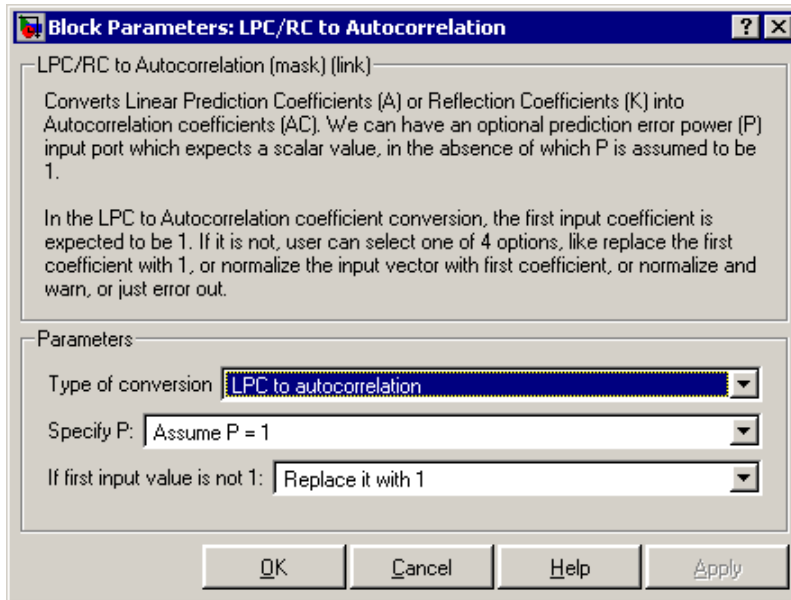 Block Parameters: LPC/RC to Autocorrelation
LPC/RC to Autocorrelation (mask) (link)
Converts Linear Prediction Coefficients (A) or Reflection Coefficients (K) into
Autocorrelation coefficients (AC). We can have an optional prediction error power (P)
input port which expects a scalar value, in the absence of which P is assumed to be
1.
In the LPC to Autocorrelation coefficient conversion, the first input coefficient is
expected to be 1. If it is not, user can select one of 4 options, like replace the first
coefficient with 1, or normalize the input vector with first coefficient, or normalize and
warn, or just error out.
Parameters
Type of conversion LPC to autocorrelation
Specify P: Assume P = 1
If first input value is not 1: Replace it with 1
OK Cancel Help Apply